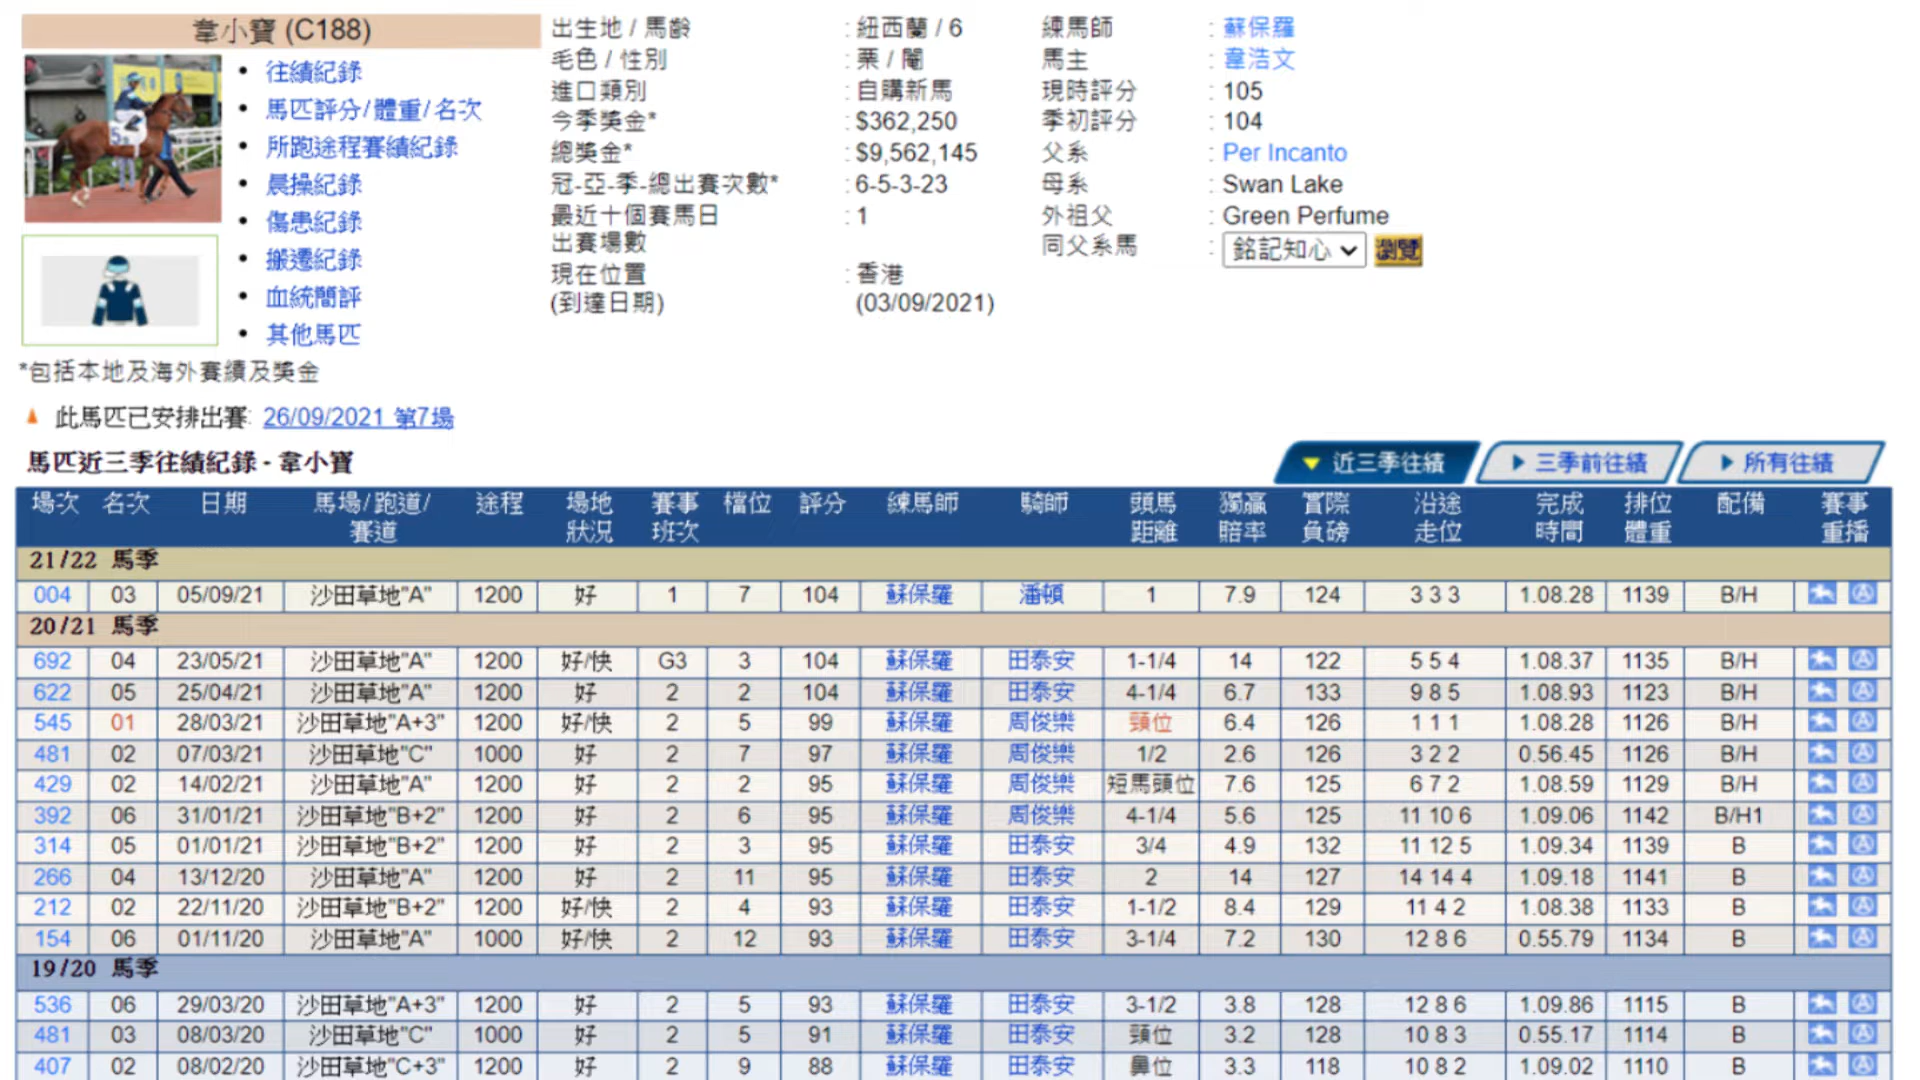 韋小寶 (C188)
• 往績紀錄
• 馬匹評分/體重/名次
• 所跑途程賽績紀錄
• 晨操紀錄
• 傷患紀錄
• 搬遷紀錄
• 血統簡評
• 其他馬匹
出生地 / 馬齡 : 紐西蘭 / 6
毛色 / 性別 : 栗 / 閹
進口類別 : 自購新馬
今季獎金* : $362,250
總獎金* : $9,562,145
冠-亞-季-總出賽次數* : 6-5-3-23
最近十個賽馬日 : 1
出賽場數
現在位置 : 香港
(到達日期) (03/09/2021)
練馬師 : 蘇保羅
馬主 : 韋浩文
現時評分 : 105
季初評分 : 104
父系 : Per Incanto
母系 : Swan Lake
外祖父 : Green Perfume
同父系馬 : 銘記知心 瀏覽
*包括本地及海外賽績及獎金
此馬匹已安排出賽: 26/09/2021 第7場
馬匹近三季往績紀錄 - 韋小寶
近三季往績 三季前往績 所有往績
場次 名次 日期 馬場/跑道/賽道 途程 場地狀況 賽事班次 檔位 評分 練馬師 騎師 頭馬距離 獨贏賠率 實際負磅 沿途走位 完成時間 排位體重 配備 賽事重播
21/22 馬季
004 03 05/09/21 沙田草地"A" 1200 好 1 7 104 蘇保羅 潘頓 1 7.9 124 3 3 3 1.08.28 1139 B/H
20/21 馬季
692 04 23/05/21 沙田草地"A" 1200 好/快 G3 3 104 蘇保羅 田泰安 1-1/4 14 122 5 5 4 1.08.37 1135 B/H
622 05 25/04/21 沙田草地"A" 1200 好 2 2 104 蘇保羅 田泰安 4-1/4 6.7 133 9 8 5 1.08.93 1123 B/H
545 01 28/03/21 沙田草地"A+3" 1200 好/快 2 5 99 蘇保羅 周俊樂 頸位 6.4 126 1 1 1 1.08.28 1126 B/H
481 02 07/03/21 沙田草地"C" 1000 好 2 7 97 蘇保羅 周俊樂 1/2 2.6 126 3 2 2 0.56.45 1126 B/H
429 02 14/02/21 沙田草地"A" 1200 好 2 2 95 蘇保羅 周俊樂 短馬頭位 7.6 125 6 7 2 1.08.59 1129 B/H
392 06 31/01/21 沙田草地"B+2" 1200 好 2 6 95 蘇保羅 周俊樂 4-1/4 5.6 125 11 10 6 1.09.06 1142 B/H1
314 05 01/01/21 沙田草地"B+2" 1200 好 2 3 95 蘇保羅 田泰安 3/4 4.9 132 11 12 5 1.09.34 1139 B
266 04 13/12/20 沙田草地"A" 1200 好 2 11 95 蘇保羅 田泰安 2 14 127 14 14 4 1.09.18 1141 B
212 02 22/11/20 沙田草地"B+2" 1200 好/快 2 4 93 蘇保羅 田泰安 1-1/2 8.4 129 11 4 2 1.08.38 1133 B
154 06 01/11/20 沙田草地"A" 1000 好/快 2 12 93 蘇保羅 田泰安 3-1/4 7.2 130 12 8 6 0.55.79 1134 B
19/20 馬季
536 06 29/03/20 沙田草地"A+3" 1200 好 2 5 93 蘇保羅 田泰安 3-1/2 3.8 128 12 8 6 1.09.86 1115 B
481 03 08/03/20 沙田草地"C" 1000 好 2 5 91 蘇保羅 田泰安 頸位 3.2 128 10 8 3 0.55.17 1114 B
407 02 08/02/20 沙田草地"C+3" 1200 好 2 9 88 蘇保羅 田泰安 鼻位 3.3 118 10 8 2 1.09.02 1110 B